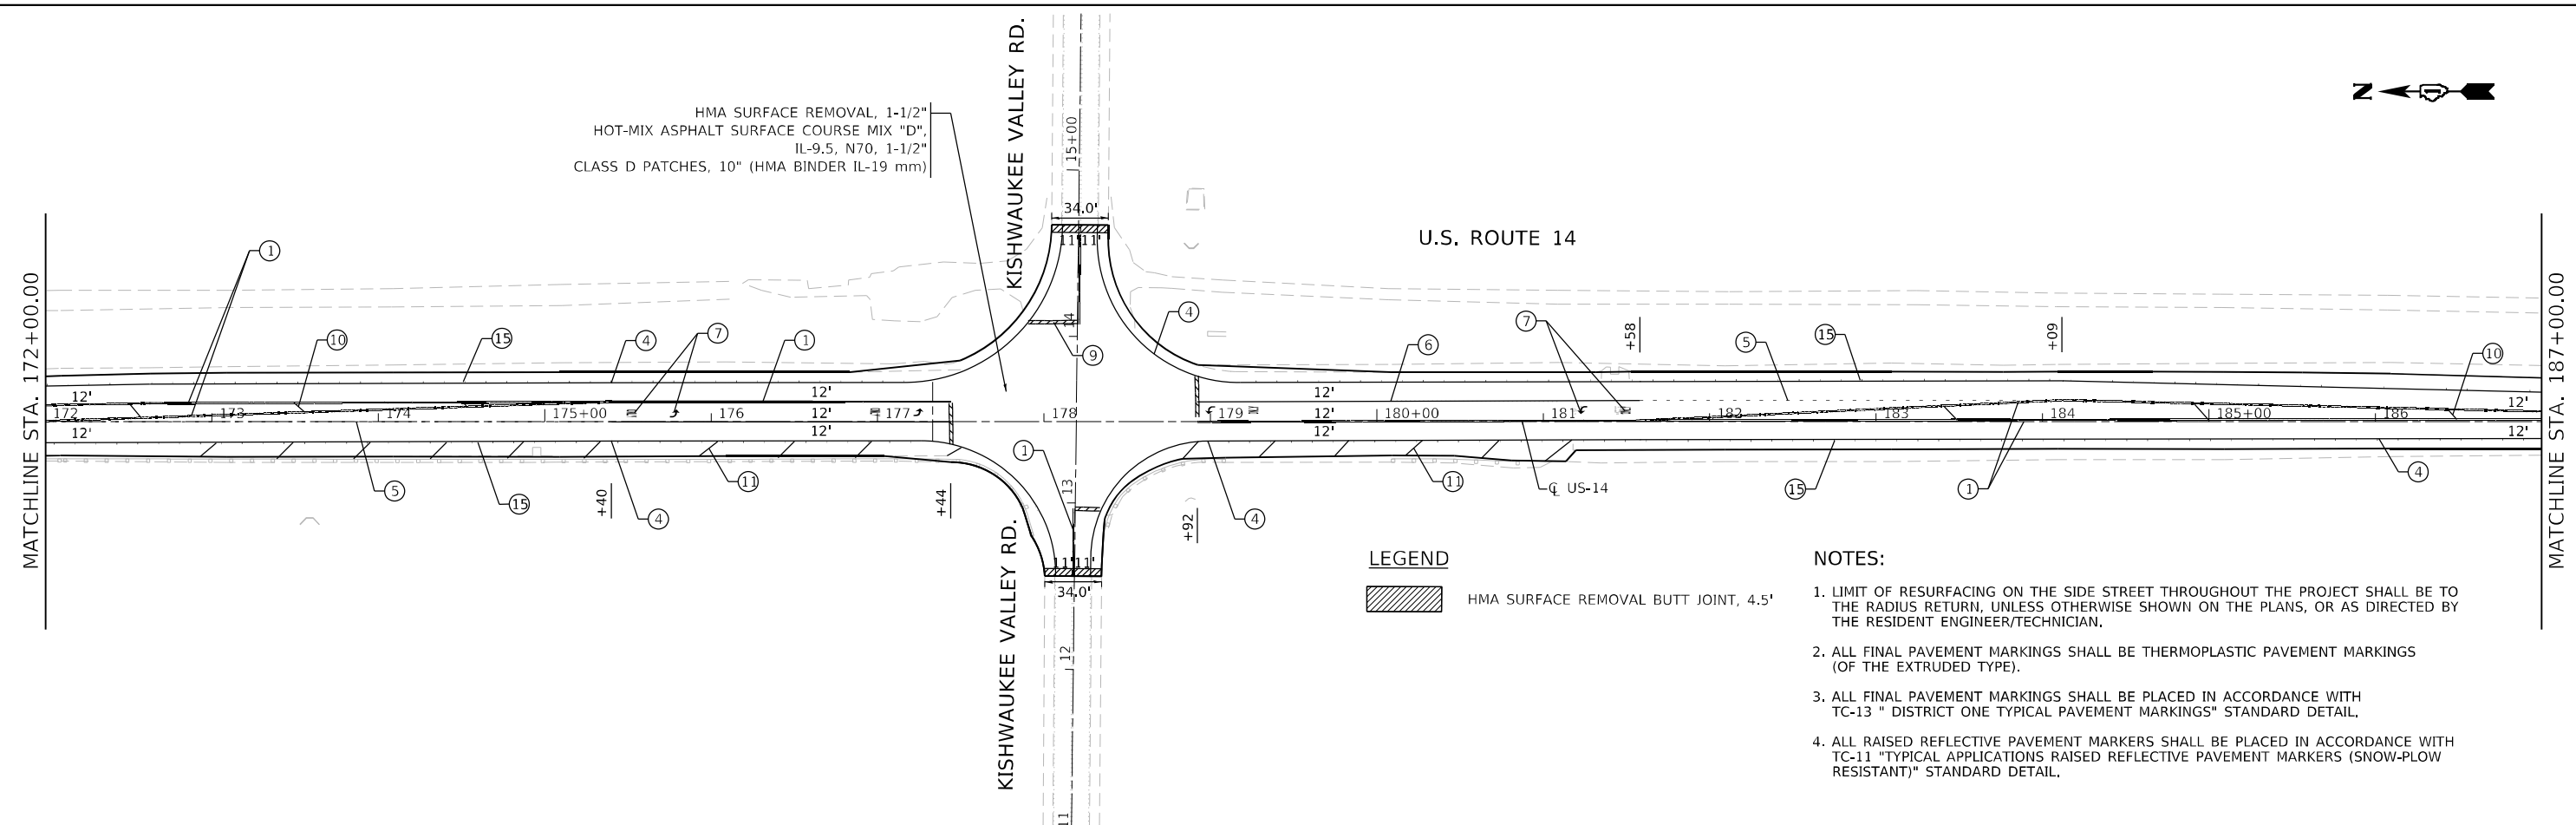 KISHWAUKEE VALLEY RD.
N
HMA SURFACE REMOVAL, 1-1/2"
HOT-MIX ASPHALT SURFACE COURSE MIX "D",
IL-9.5, N70, 1-1/2"
CLASS D PATCHES, 10" (HMA BINDER IL-19 mm)
15+00
34.0'
11' 11'
U.S. ROUTE 14
MATCHLINE STA. 172+00.00
MATCHLINE STA. 187+00.00
1
10
15
4
7
1
9
14
4
6
7
+58
5
15
+09
10
12'
12'
12'
12'
172
173
174
175+00
176
12'
177
178
179
180+00
12'
181
182
183
184
185+00
186
12'
12'
12'
12'
5
15
+40
4
11
+44
1
13
+92
4
11
℄ US-14
15
1
4
11' 11'
34.0'
KISHWAUKEE VALLEY RD.
12
11
LEGEND
HMA SURFACE REMOVAL BUTT JOINT, 4.5'
NOTES:
1. LIMIT OF RESURFACING ON THE SIDE STREET THROUGHOUT THE PROJECT SHALL BE TO
THE RADIUS RETURN, UNLESS OTHERWISE SHOWN ON THE PLANS, OR AS DIRECTED BY
THE RESIDENT ENGINEER/TECHNICIAN.
2. ALL FINAL PAVEMENT MARKINGS SHALL BE THERMOPLASTIC PAVEMENT MARKINGS
(OF THE EXTRUDED TYPE).
3. ALL FINAL PAVEMENT MARKINGS SHALL BE PLACED IN ACCORDANCE WITH
TC-13 " DISTRICT ONE TYPICAL PAVEMENT MARKINGS" STANDARD DETAIL.
4. ALL RAISED REFLECTIVE PAVEMENT MARKERS SHALL BE PLACED IN ACCORDANCE WITH
TC-11 "TYPICAL APPLICATIONS RAISED REFLECTIVE PAVEMENT MARKERS (SNOW-PLOW
RESISTANT)" STANDARD DETAIL.